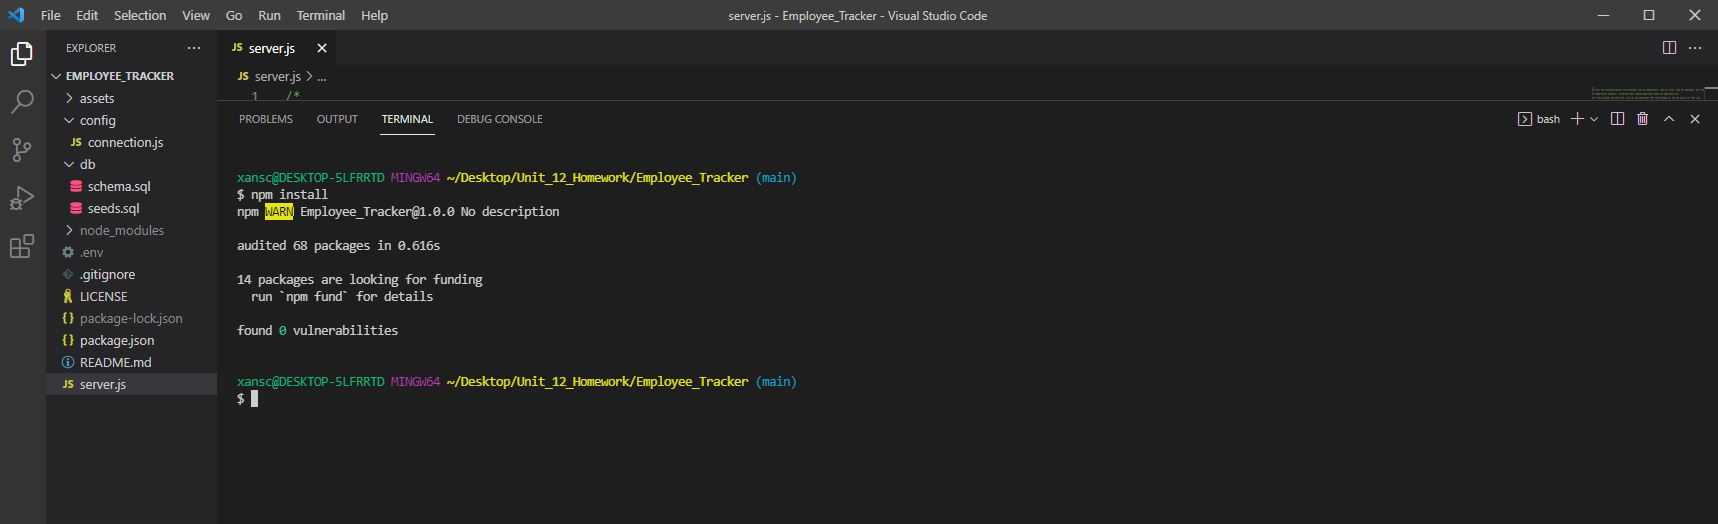 File Edit Selection View Go Run Terminal Help
server.js - Employee_Tracker - Visual Studio Code
EXPLORER
EMPLOYEE_TRACKER
assets
config
JS connection.js
db
schema.sql
seeds.sql
node_modules
.env
.gitignore
LICENSE
{} package-lock.json
{} package.json
README.md
JS server.js
JS server.js
JS server.js > ...
1 /*
PROBLEMS OUTPUT TERMINAL DEBUG CONSOLE
bash
xansc@DESKTOP-5LFRRTD MINGW64 ~/Desktop/Unit_12_Homework/Employee_Tracker (main)
$ npm install
npm WARN Employee_Tracker@1.0.0 No description
audited 68 packages in 0.616s
14 packages are looking for funding
run `npm fund` for details
found 0 vulnerabilities
xansc@DESKTOP-5LFRRTD MINGW64 ~/Desktop/Unit_12_Homework/Employee_Tracker (main)
$